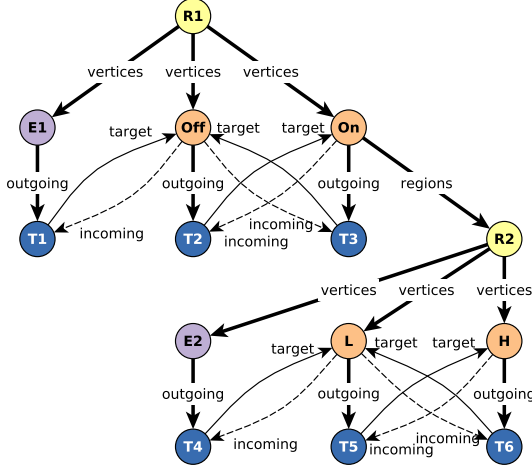 R1
vertices vertices vertices
E1 Off On
target target target
outgoing outgoing outgoing regions
incoming incoming
incoming
T1 T2 T3 R2
vertices vertices vertices
E2 L H
target target target
outgoing outgoing outgoing
incoming incoming incoming
T4 T5 T6